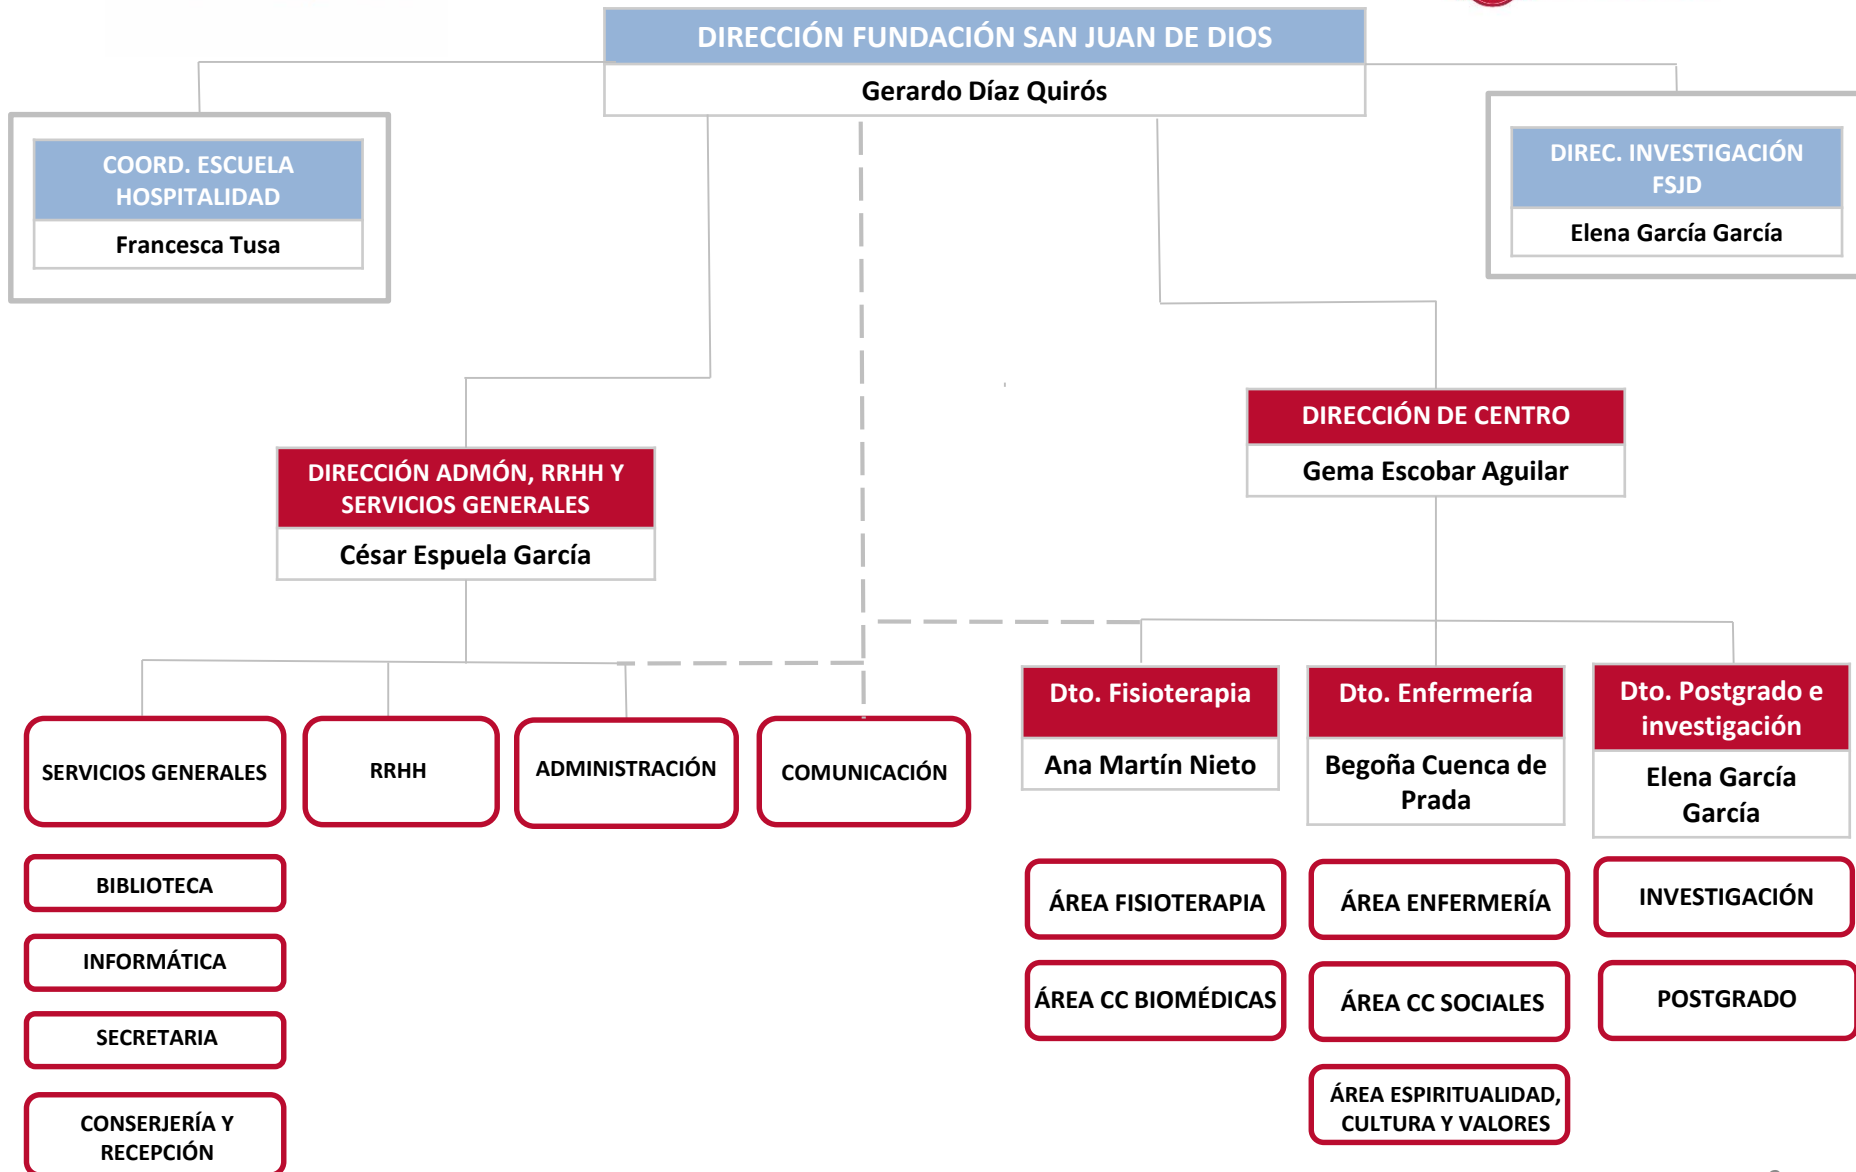 DIRECCIÓN FUNDACIÓN SAN JUAN DE DIOS
Gerardo Díaz Quirós
COORD. ESCUELA
HOSPITALIDAD
Francesca Tusa
DIREC. INVESTIGACIÓN
FSJD
Elena García García
DIRECCIÓN ADMÓN, RRHH Y
SERVICIOS GENERALES
César Espuela García
DIRECCIÓN DE CENTRO
Gema Escobar Aguilar
Dto. Fisioterapia
Ana Martín Nieto
Dto. Enfermería
Begoña Cuenca de
Prada
Dto. Postgrado e
investigación
Elena García
García
SERVICIOS GENERALES
RRHH
ADMINISTRACIÓN
COMUNICACIÓN
BIBLIOTECA
INFORMÁTICA
SECRETARIA
CONSERJERÍA Y
RECEPCIÓN
ÁREA FISIOTERAPIA
ÁREA CC BIOMÉDICAS
ÁREA ENFERMERÍA
ÁREA CC SOCIALES
ÁREA ESPIRITUALIDAD,
CULTURA Y VALORES
INVESTIGACIÓN
POSTGRADO